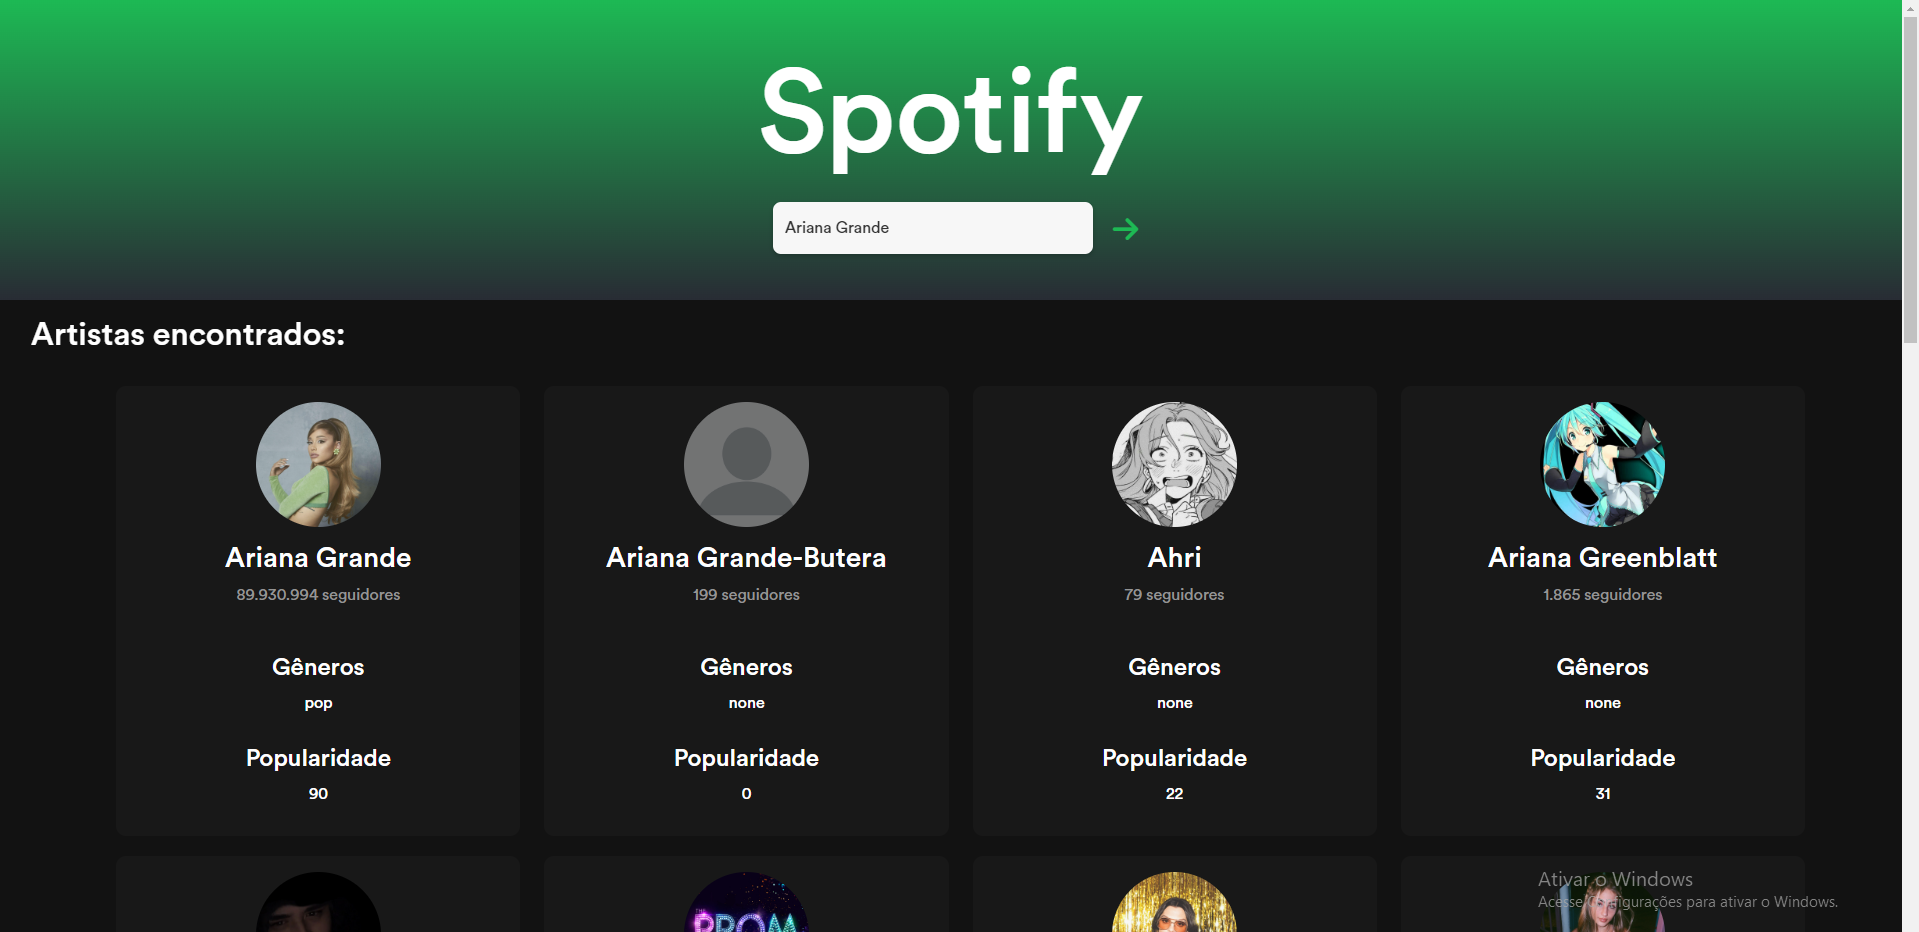 Spotify
Ariana Grande
Artistas encontrados:
Ariana Grande
89.930.994 seguidores
Gêneros
pop
Popularidade
90
Ariana Grande-Butera
199 seguidores
Gêneros
none
Popularidade
0
Ahri
79 seguidores
Gêneros
none
Popularidade
22
Ariana Greenblatt
1.865 seguidores
Gêneros
none
Popularidade
31
THE
PROM
Ativar o Windows
Acesse Configurações para ativar o Windows.